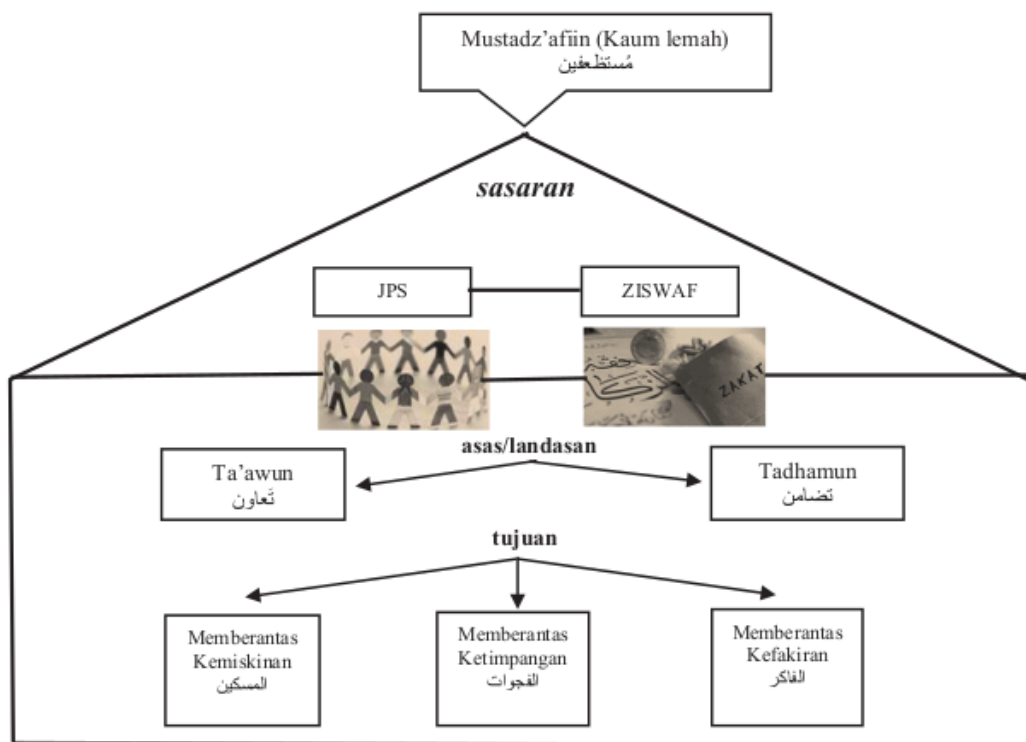 Mustadz’afiin (Kaum lemah)
مُستظعفين
sasaran
JPS
ZISWAF
ZAKAT
asas/landasan
Ta’awun
تَعاون
Tadhamun
تضامن
tujuan
Memberantas
Kemiskinan
المسكين
Memberantas
Ketimpangan
الفجوات
Memberantas
Kefakiran
الفاكر